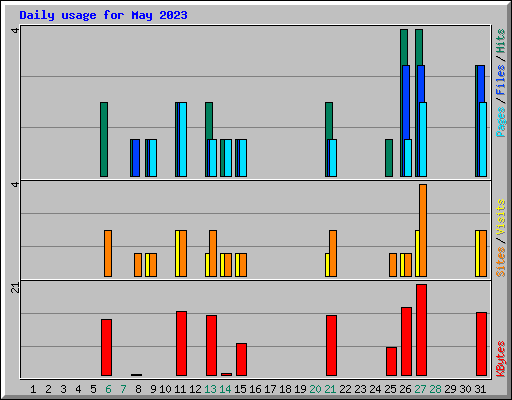 Daily usage for May 2023
4
Pages / Files / Hits
4
Sites / Visits
21
KBytes
1 2 3 4 5 6 7 8 9 10 11 12 13 14 15 16 17 18 19 20 21 22 23 24 25 26 27 28 29 30 31